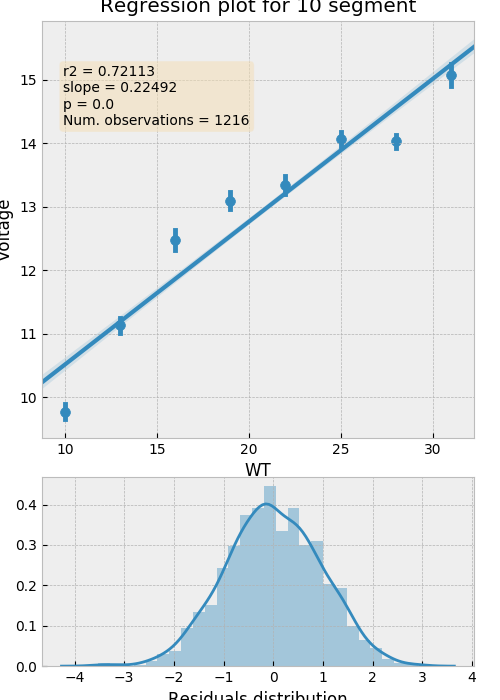 Regression plot for 10 segment
r2 = 0.72113
slope = 0.22492
p = 0.0
Num. observations = 1216
Voltage
15
14
13
12
11
10
10 15 20 25 30
WT
0.4
0.3
0.2
0.1
0.0
−4 −3 −2 −1 0 1 2 3 4
Residuals distribution